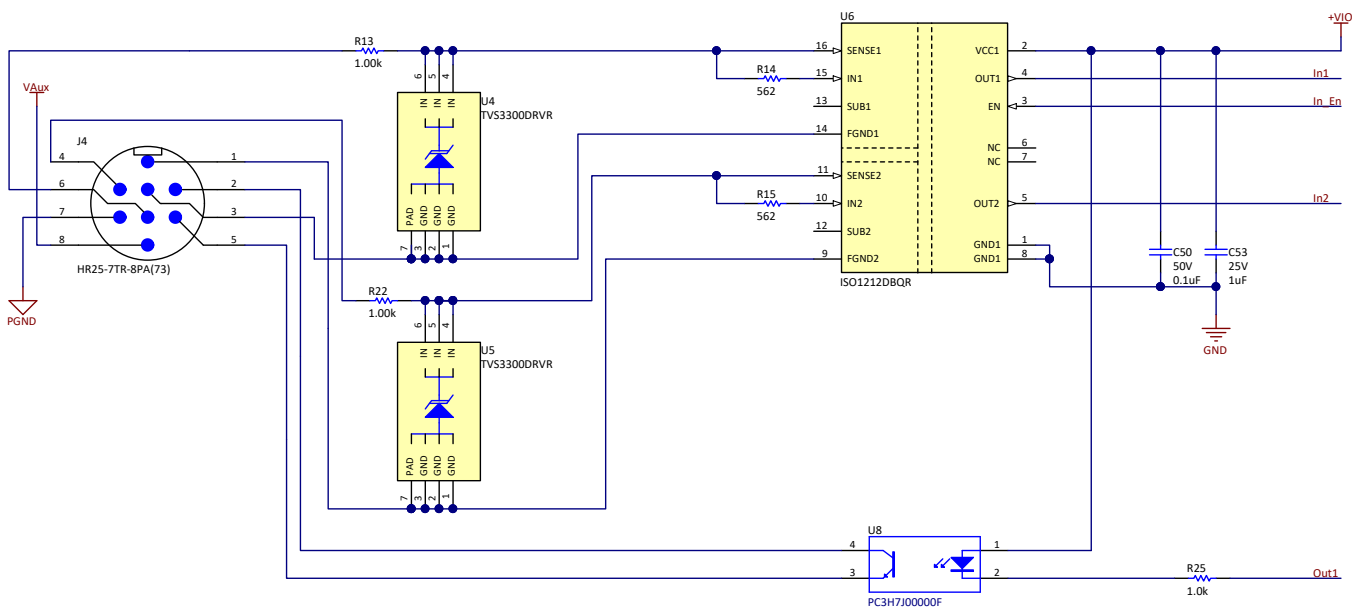 U6
+VIO
R13
1.00k
16
SENSE1
VCC1
2
R14
562
15
IN1
OUT1
4
In1
6
5
4
IN
IN
IN
U4
TVS3300DRVR
13
SUB1
EN
3
In_En
VAux
J4
14
FGND1
NC
6
NC
7
4
1
11
SENSE2
6
2
R15
562
10
IN2
OUT2
5
In2
7
3
PAD
GND
GND
GND
12
SUB2
8
5
7
3
2
1
9
FGND2
GND1
1
GND1
8
C50
50V
0.1uF
C53
25V
1uF
HR25-7TR-8PA(73)
ISO1212DBQR
PGND
R22
1.00k
GND
6
5
4
IN
IN
IN
U5
TVS3300DRVR
PAD
GND
GND
GND
7
3
2
1
U8
4
1
3
2
R25
1.0k
Out1
PC3H7J00000F